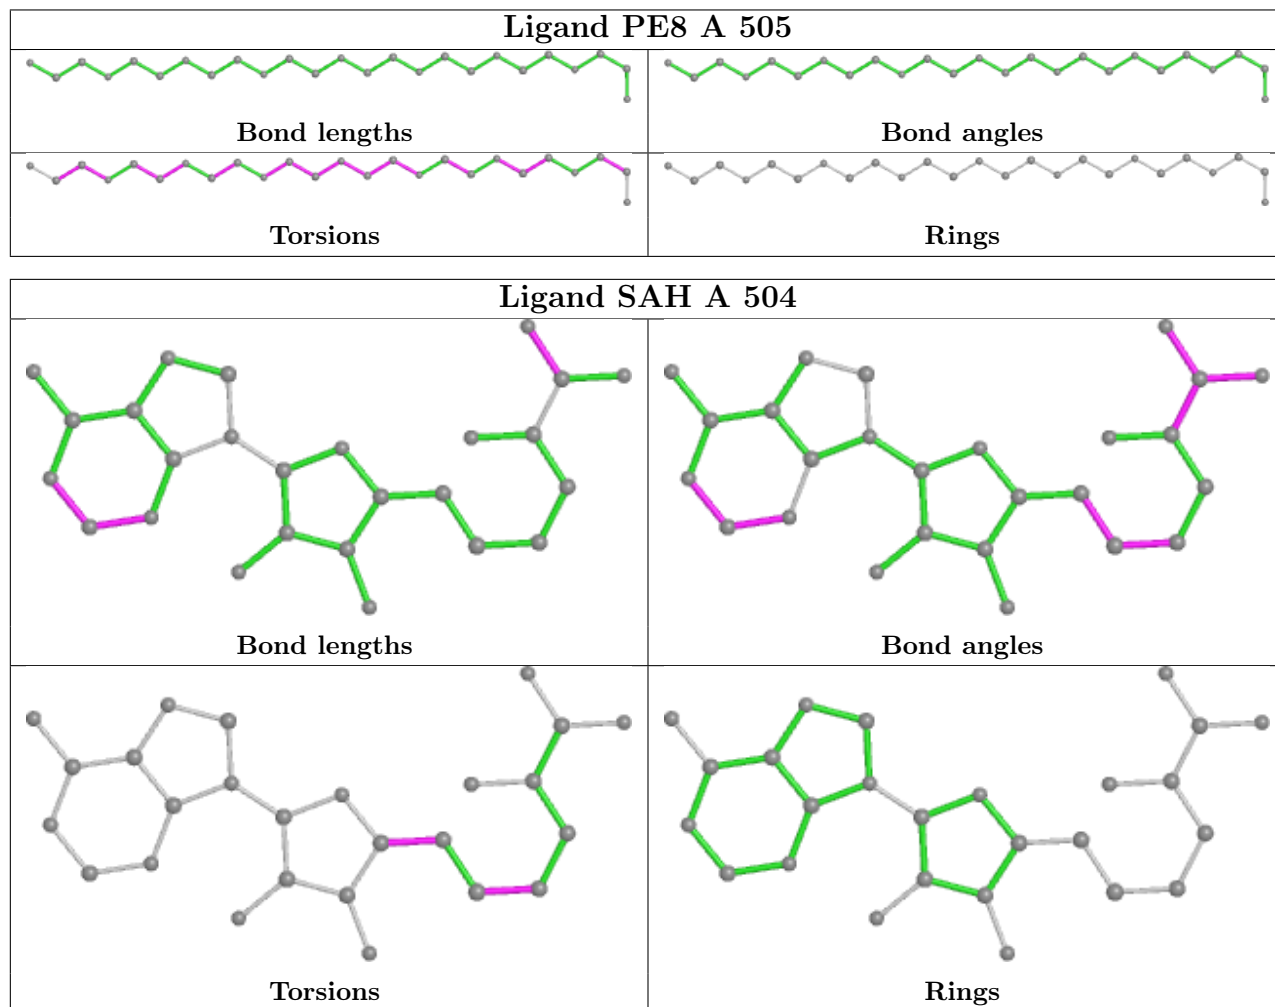 Ligand PE8 A 505
Bond lengths
Bond angles
Torsions
Rings
Ligand SAH A 504
Bond lengths
Bond angles
Torsions
Rings